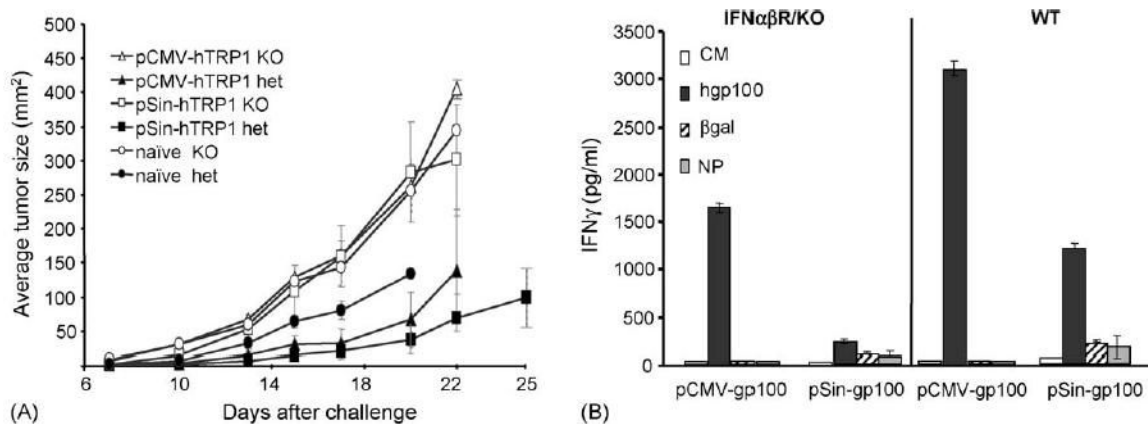 500
450
400
350
300
250
200
150
100
50
Average tumor size (mm²)
pCMV-hTRP1 KO
pCMV-hTRP1 het
pSin-hTRP1 KO
pSin-hTRP1 het
naïve KO
naïve het
6 10 14 18 22 25
Days after challenge
(A)
IFNαβR/KO WT
CM
hgp100
βgal
NP
3500
3000
2500
2000
1500
1000
500
0
IFNγ (pg/ml)
pCMV-gp100 pSin-gp100 pCMV-gp100 pSin-gp100
(B)